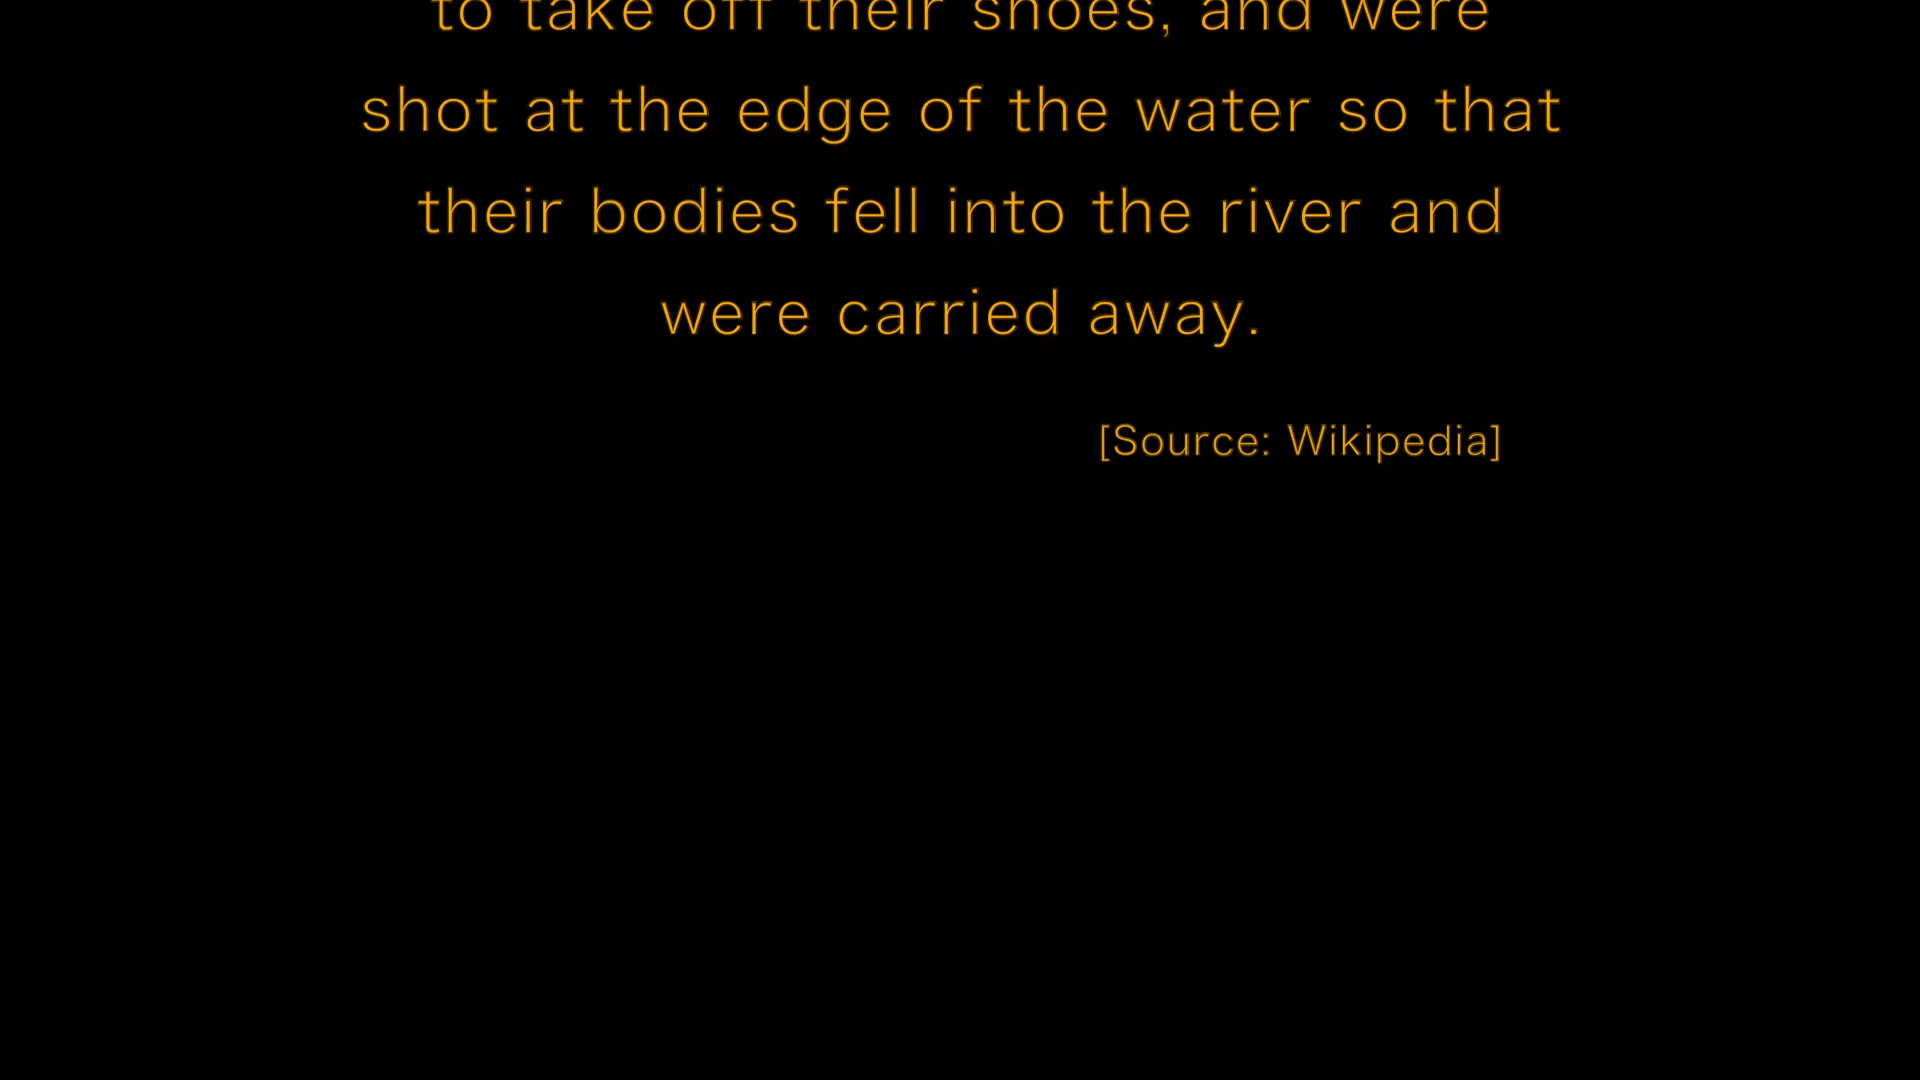 to take off their shoes, and were
shot at the edge of the water so that
their bodies fell into the river and
were carried away.
[Source: Wikipedia]